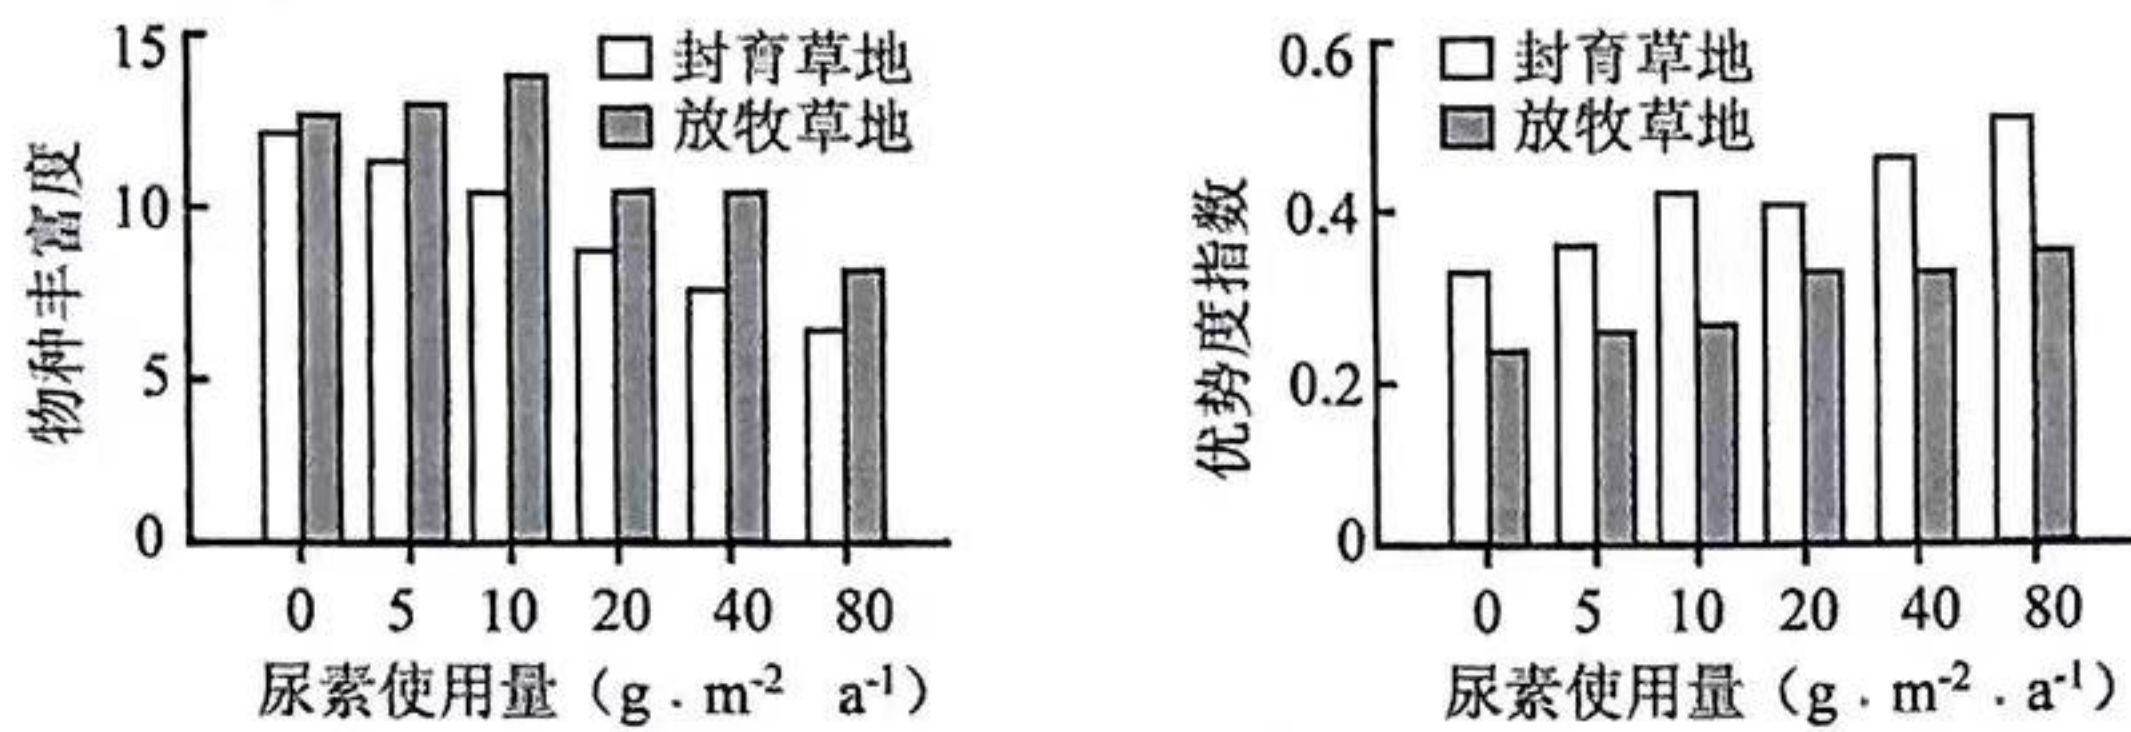 15
10
5
0
物种丰富度
封育草地
放牧草地
0 5 10 20 40 80
尿素使用量（g . m⁻² a⁻¹）
0.6
0.4
0.2
0
优势度指数
封育草地
放牧草地
0 5 10 20 40 80
尿素使用量（g . m⁻² . a⁻¹）